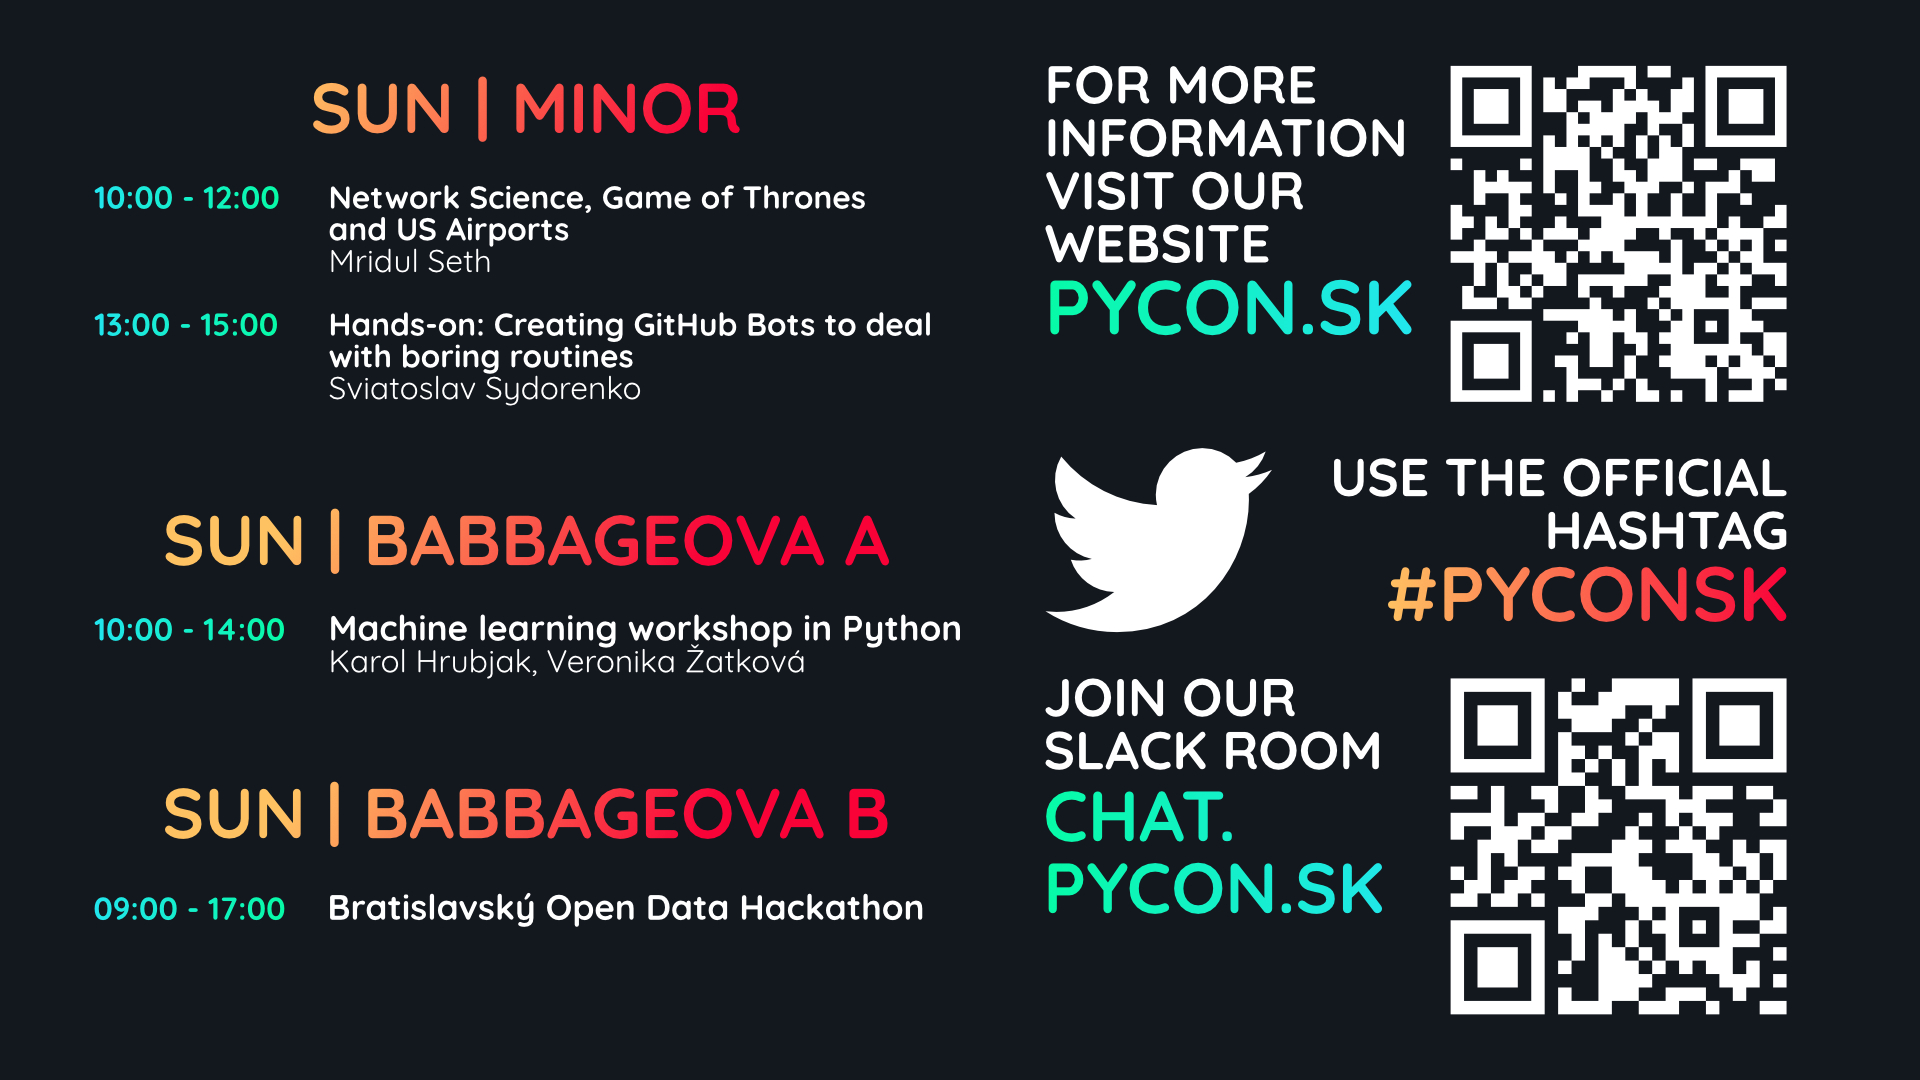 SUN | MINOR
10:00 - 12:00 Network Science, Game of Thrones
and US Airports
Mridul Seth
13:00 - 15:00 Hands-on: Creating GitHub Bots to deal
with boring routines
Sviatoslav Sydorenko
SUN | BABBAGEOVA A
10:00 - 14:00 Machine learning workshop in Python
Karol Hrubjak, Veronika Žatková
SUN | BABBAGEOVA B
09:00 - 17:00 Bratislavský Open Data Hackathon
FOR MORE
INFORMATION
VISIT OUR
WEBSITE
PYCON.SK
USE THE OFFICIAL
HASHTAG
#PYCONSK
JOIN OUR
SLACK ROOM
CHAT.
PYCON.SK